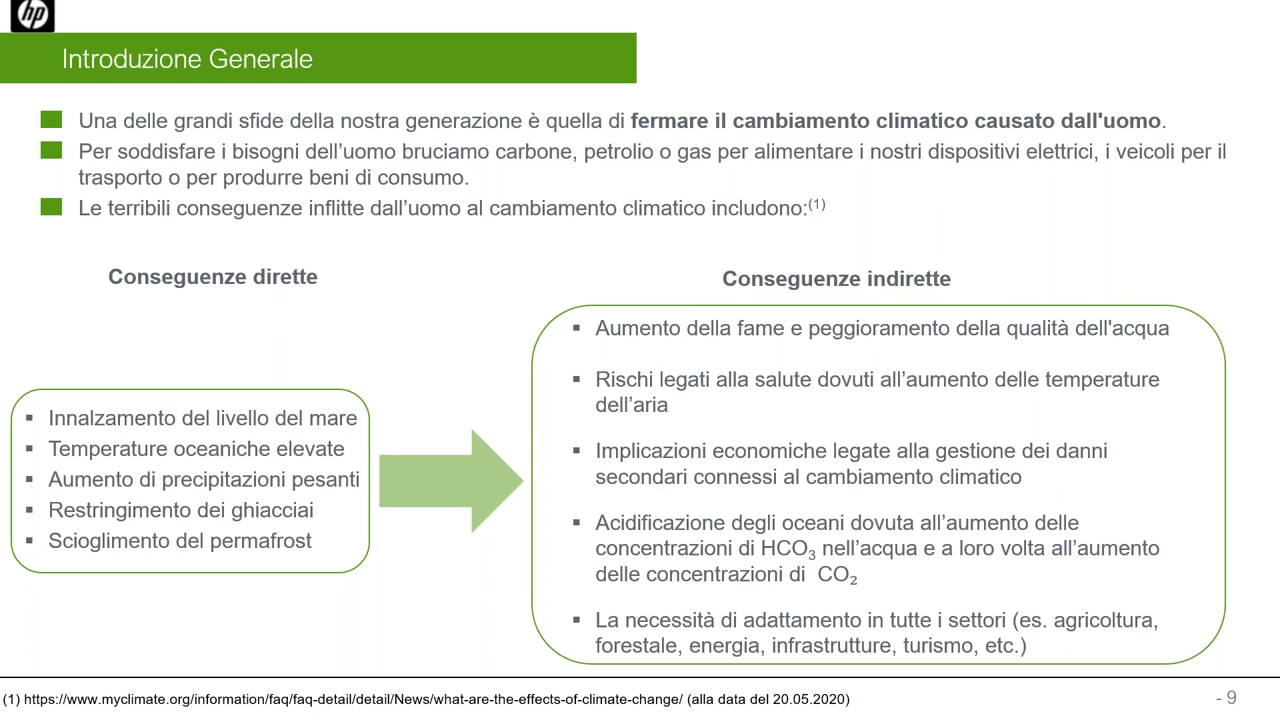 hp
Introduzione Generale
Una delle grandi sfide della nostra generazione è quella di fermare il cambiamento climatico causato dall'uomo.
Per soddisfare i bisogni dell’uomo bruciamo carbone, petrolio o gas per alimentare i nostri dispositivi elettrici, i veicoli per il
trasporto o per produrre beni di consumo.
Le terribili conseguenze inflitte dall’uomo al cambiamento climatico includono:(1)
Conseguenze dirette
Innalzamento del livello del mare
Temperature oceaniche elevate
Aumento di precipitazioni pesanti
Restringimento dei ghiacciai
Scioglimento del permafrost
Conseguenze indirette
Aumento della fame e peggioramento della qualità dell'acqua
Rischi legati alla salute dovuti all’aumento delle temperature
dell’aria
Implicazioni economiche legate alla gestione dei danni
secondari connessi al cambiamento climatico
Acidificazione degli oceani dovuta all’aumento delle
concentrazioni di HCO₃ nell’acqua e a loro volta all’aumento
delle concentrazioni di CO₂
La necessità di adattamento in tutte i settori (es. agricoltura,
forestale, energia, infrastrutture, turismo, etc.)
(1) https://www.myclimate.org/information/faq/faq-detail/detail/News/what-are-the-effects-of-climate-change/ (alla data del 20.05.2020)
- 9